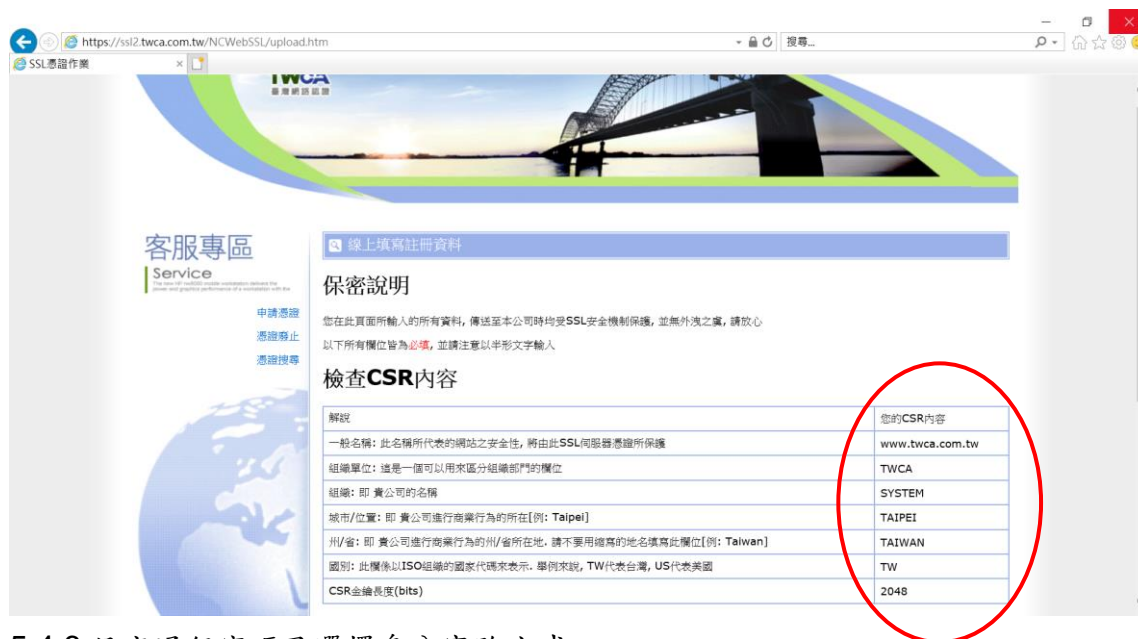 https://ssl2.twca.com.tw/NCWebSSL/upload.htm
搜尋...
SSL憑證作業
TWCA
臺灣網路認證
客服專區
Service
申請憑證
憑證廢止
憑證搜尋
線上填寫註冊資料
保密說明
您在此頁面所輸入的所有資料, 傳送至本公司時均受SSL安全機制保護, 並無外洩之虞, 請放心
以下所有欄位皆為必填, 並請注意以半形文字輸入
檢查CSR內容
解說 您的CSR內容
一般名稱: 此名稱所代表的網站之安全性, 將由此SSL伺服器憑證所保護 www.twca.com.tw
組織單位: 這是一個可以用來區分組織部門的欄位 TWCA
組織: 即 貴公司的名稱 SYSTEM
城市/位置: 即 貴公司進行商業行為的所在[例: Taipei] TAIPEI
州/省: 即 貴公司進行商業行為的州/省所在地. 請不要用縮寫的地名填寫此欄位[例: Taiwan] TAIWAN
國別: 此欄係以ISO組織的國家代碼來表示. 舉例來說, TW代表台灣, US代表美國 TW
CSR金鑰長度(bits) 2048